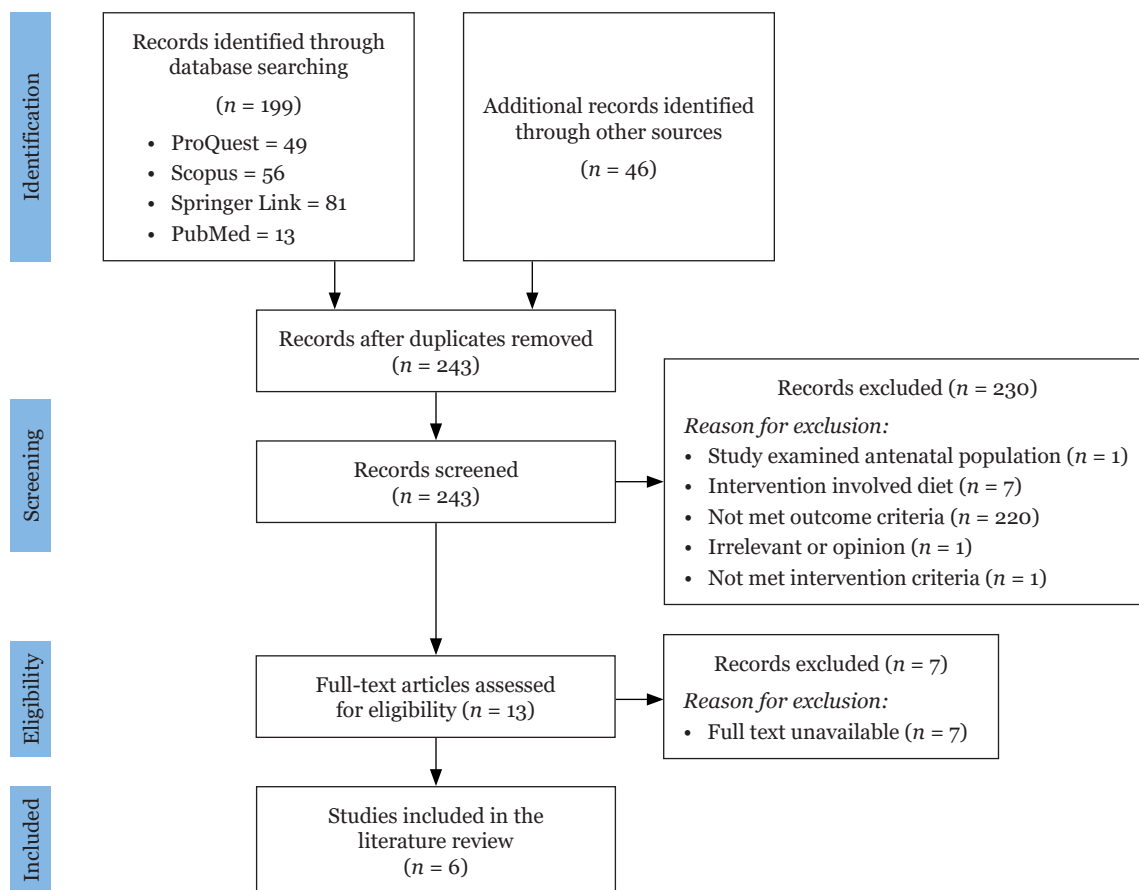 Identification
Records identified through
database searching
(n = 199)
• ProQuest = 49
• Scopus = 56
• Springer Link = 81
• PubMed = 13
Additional records identified
through other sources
(n = 46)
Records after duplicates removed
(n = 243)
Screening
Records screened
(n = 243)
Records excluded (n = 230)
Reason for exclusion:
• Study examined antenatal population (n = 1)
• Intervention involved diet (n = 7)
• Not met outcome criteria (n = 220)
• Irrelevant or opinion (n = 1)
• Not met intervention criteria (n = 1)
Eligibility
Full-text articles assessed
for eligibility (n = 13)
Records excluded (n = 7)
Reason for exclusion:
• Full text unavailable (n = 7)
Included
Studies included in the
literature review
(n = 6)